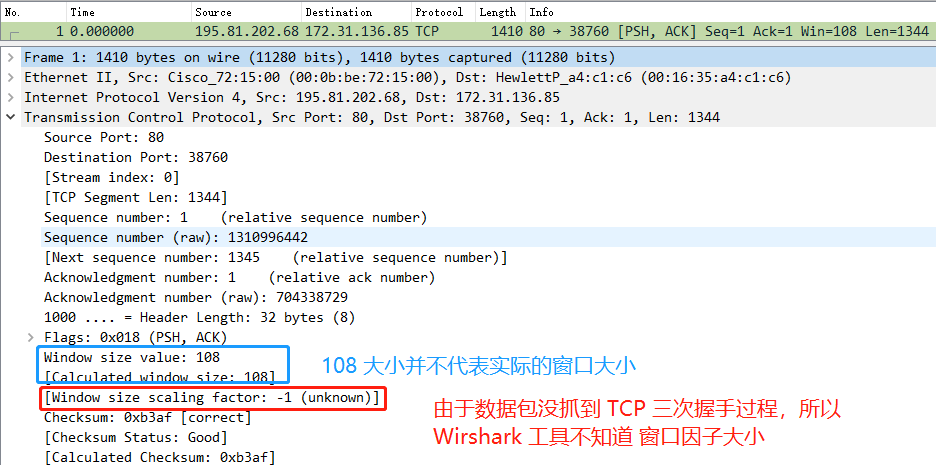 No. Time Source Destination Protocol Length Info
1 0.000000 195.81.202.68 172.31.136.85 TCP 1410 80 → 38760 [PSH, ACK] Seq=1 Ack=1 Win=108 Len=1344
Frame 1: 1410 bytes on wire (11280 bits), 1410 bytes captured (11280 bits)
Ethernet II, Src: Cisco_72:15:00 (00:0b:be:72:15:00), Dst: HewlettP_a4:c1:c6 (00:16:35:a4:c1:c6)
Internet Protocol Version 4, Src: 195.81.202.68, Dst: 172.31.136.85
Transmission Control Protocol, Src Port: 80, Dst Port: 38760, Seq: 1, Ack: 1, Len: 1344
Source Port: 80
Destination Port: 38760
[Stream index: 0]
[TCP Segment Len: 1344]
Sequence number: 1    (relative sequence number)
Sequence number (raw): 1310996442
[Next sequence number: 1345    (relative sequence number)]
Acknowledgment number: 1    (relative ack number)
Acknowledgment number (raw): 704338729
1000 .... = Header Length: 32 bytes (8)
Flags: 0x018 (PSH, ACK)
Window size value: 108
[Calculated window size: 108]
108 大小并不代表实际的窗口大小
[Window size scaling factor: -1 (unknown)]
由于数据包没抓到 TCP 三次握手过程，所以
Wirshark 工具不知道 窗口因子大小
Checksum: 0xb3af [correct]
[Checksum Status: Good]
[Calculated Checksum: 0xb3af]